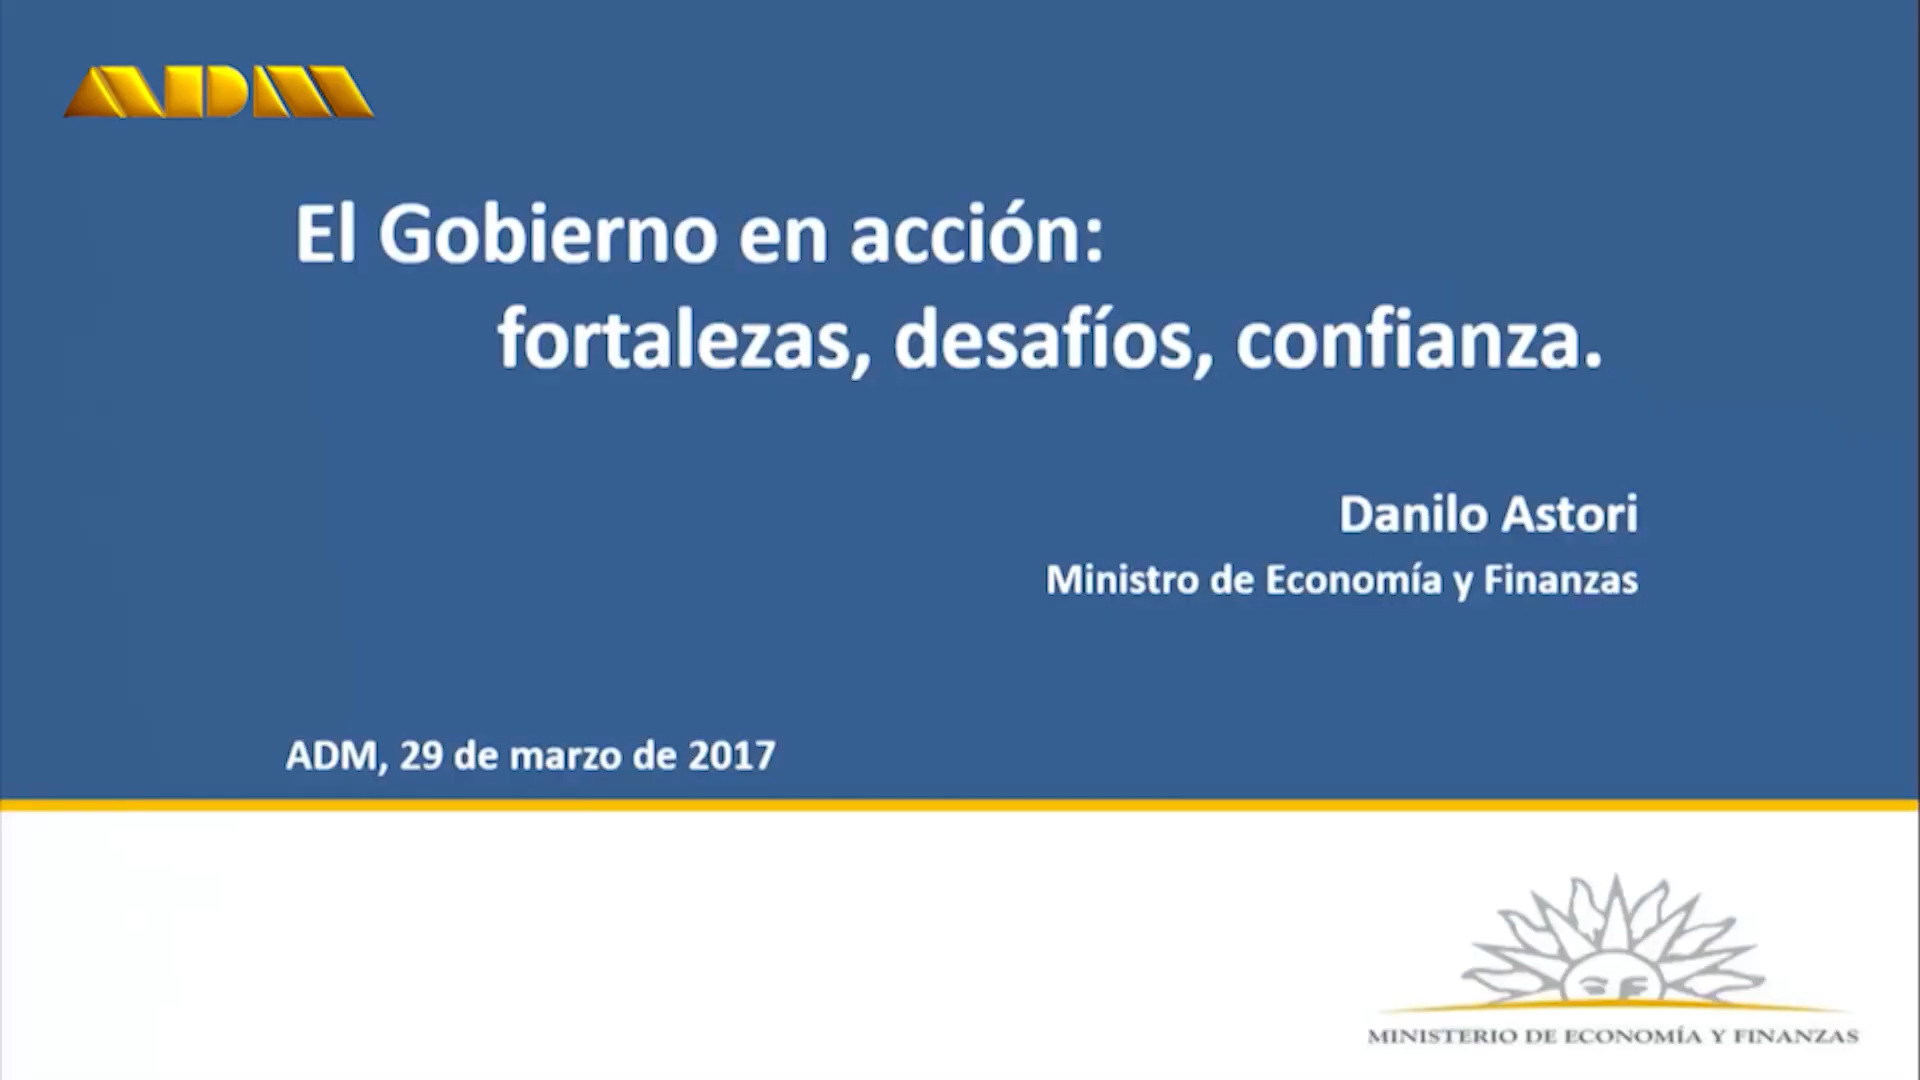 ADM
El Gobierno en acción:
fortalezas, desafíos, confianza.
Danilo Astori
Ministro de Economía y Finanzas
ADM, 29 de marzo de 2017
MINISTERIO DE ECONOMÍA Y FINANZAS